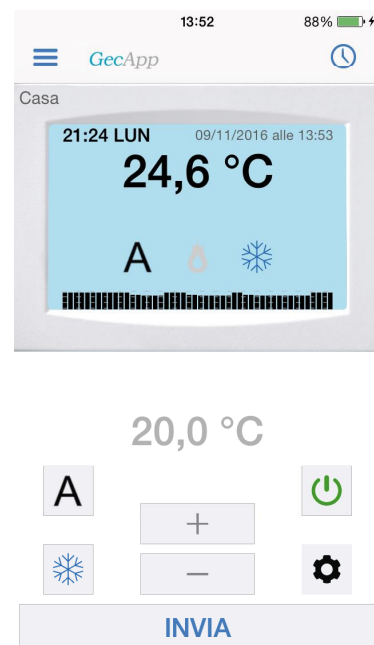 13:52 88%
GecApp
Casa
21:24 LUN 09/11/2016 alle 13:53
24,6 °C
A
20,0 °C
A
+
−
INVIA